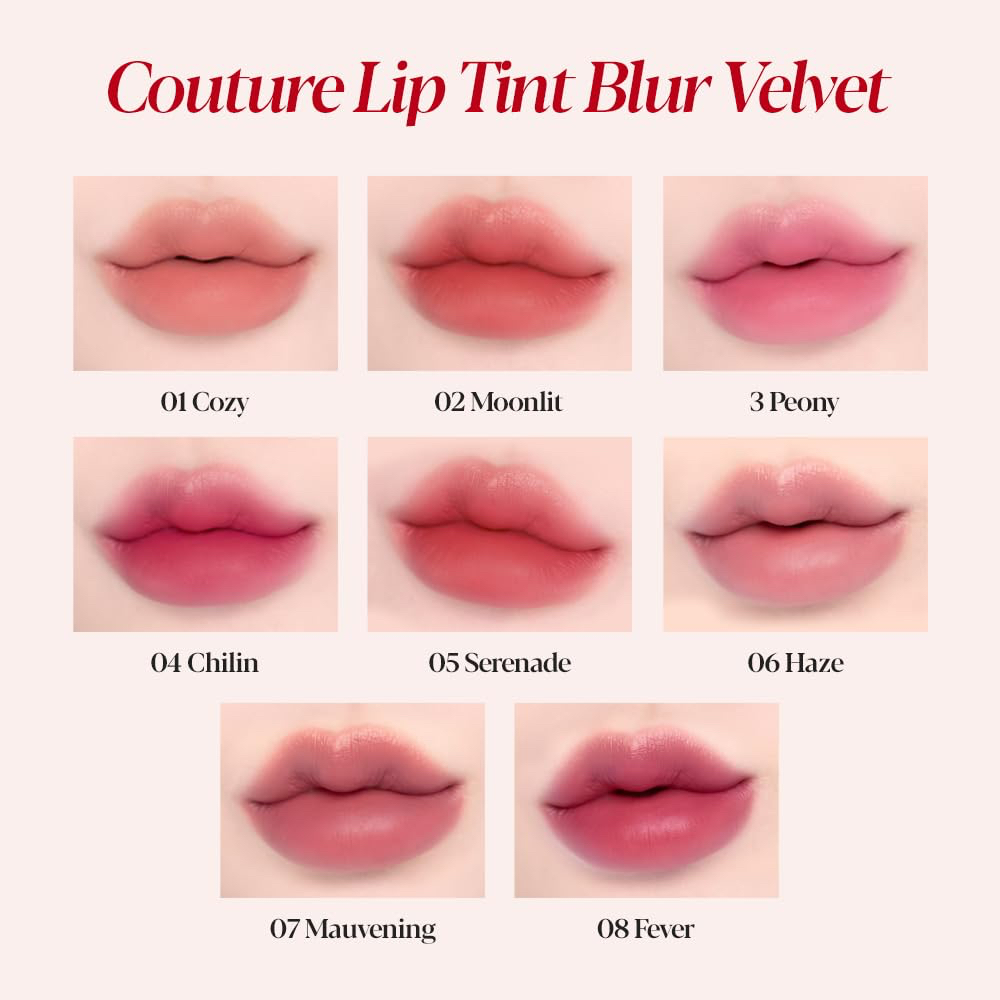 Couture Lip Tint Blur Velvet
01 Cozy
02 Moonlit
3 Peony
04 Chilin
05 Serenade
06 Haze
07 Mauvening
08 Fever